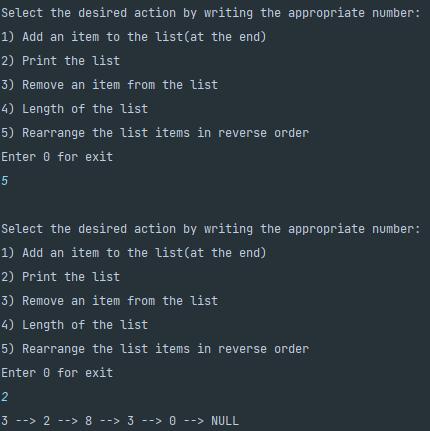 Select the desired action by writing the appropriate number:
1) Add an item to the list(at the end)
2) Print the list
3) Remove an item from the list
4) Length of the list
5) Rearrange the list items in reverse order
Enter 0 for exit
5
Select the desired action by writing the appropriate number:
1) Add an item to the list(at the end)
2) Print the list
3) Remove an item from the list
4) Length of the list
5) Rearrange the list items in reverse order
Enter 0 for exit
2
3 --> 2 --> 8 --> 3 --> 0 --> NULL